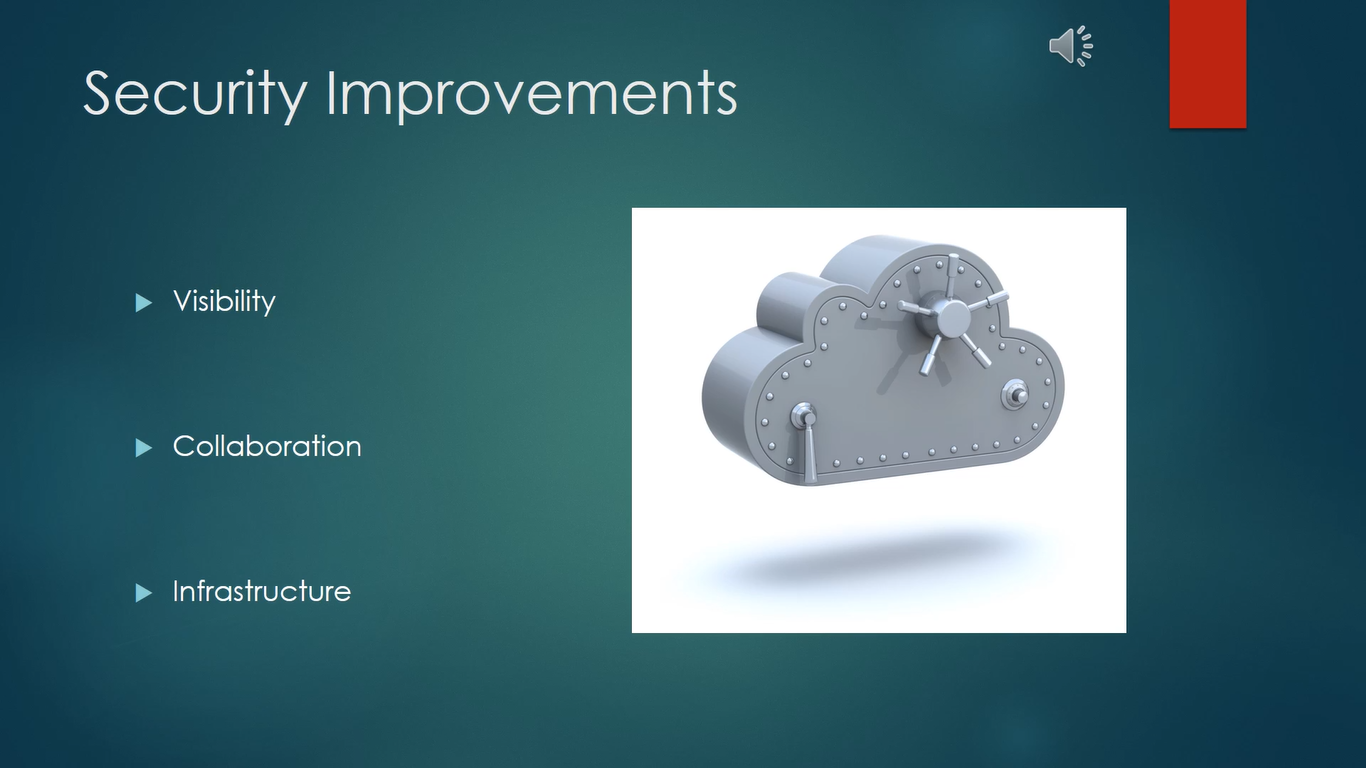 Security Improvements
Visibility
Collaboration
Infrastructure